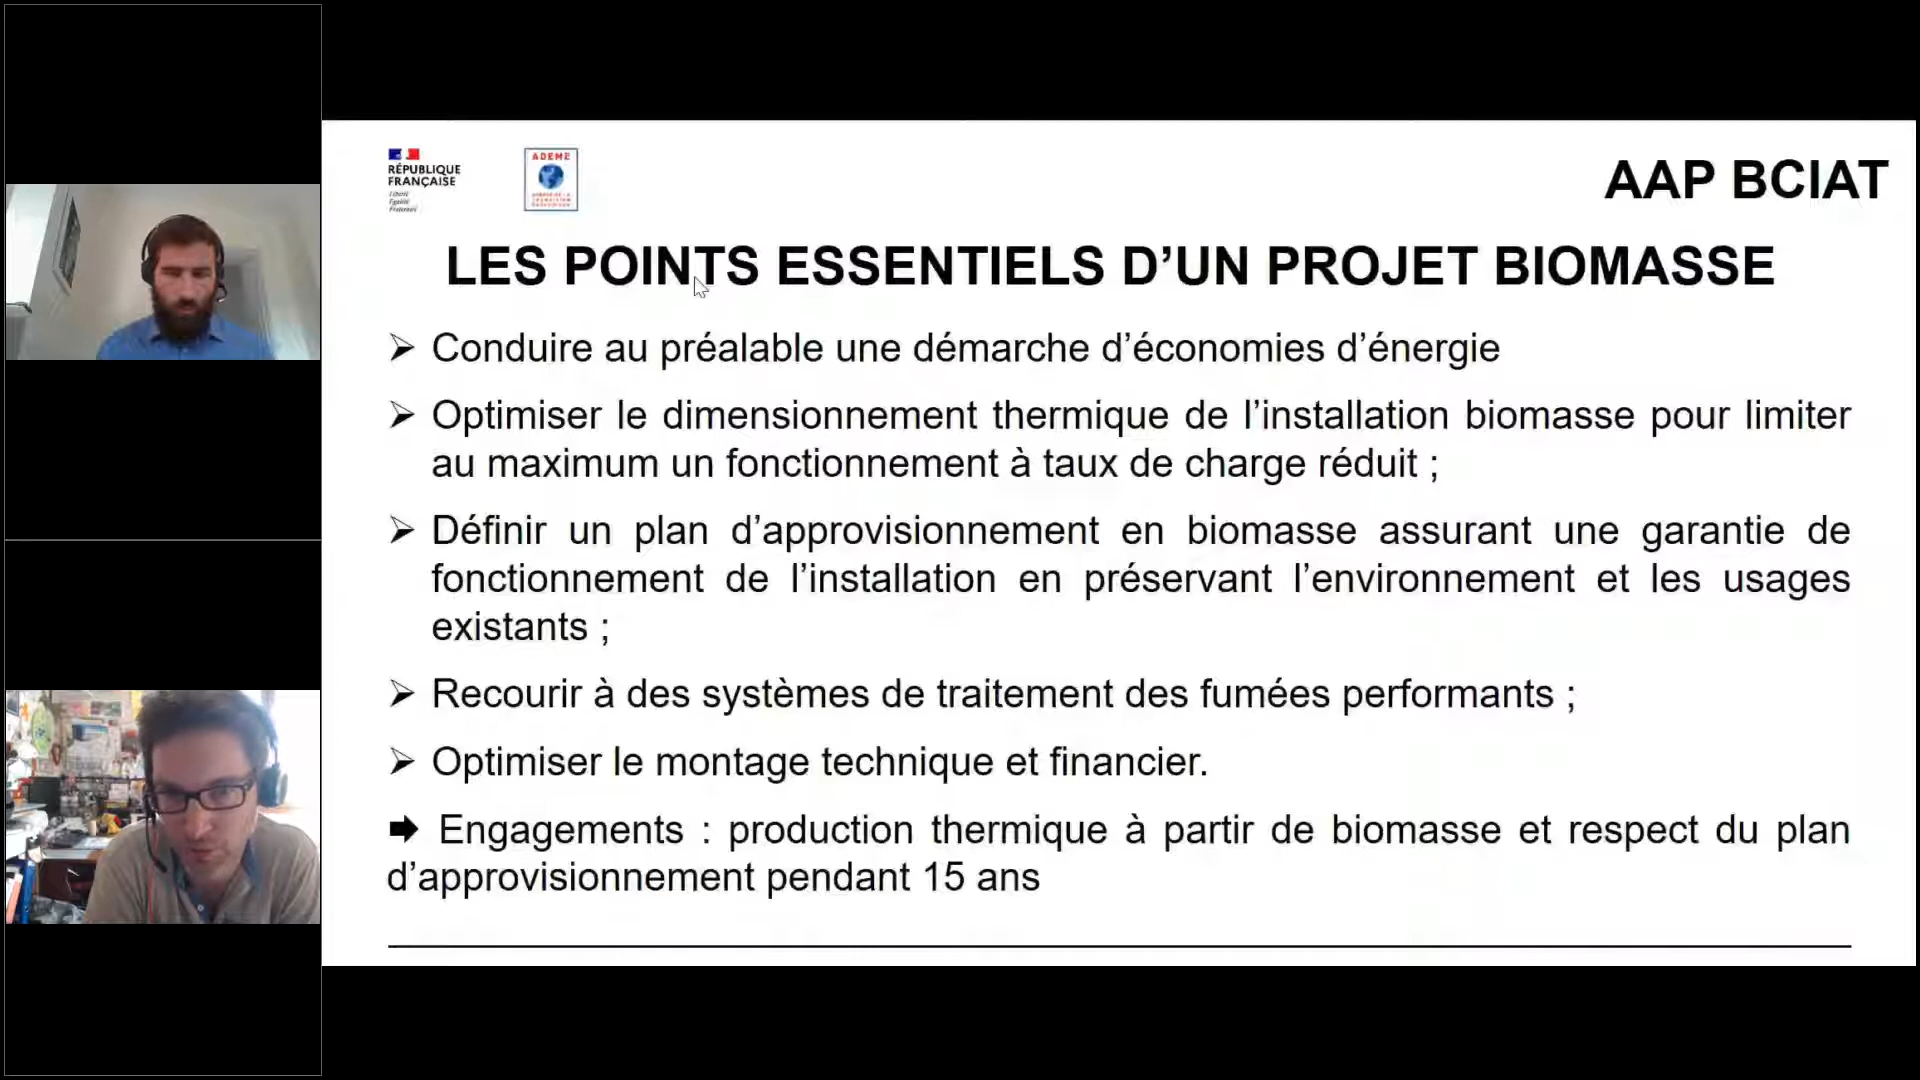 RÉPUBLIQUE
FRANÇAISE
Liberté
Égalité
Fraternité
ADEME
AAP BCIAT
LES POINTS ESSENTIELS D’UN PROJET BIOMASSE
➢ Conduire au préalable une démarche d’économies d’énergie
➢ Optimiser le dimensionnement thermique de l’installation biomasse pour limiter
au maximum un fonctionnement à taux de charge réduit ;
➢ Définir un plan d’approvisionnement en biomasse assurant une garantie de
fonctionnement de l’installation en préservant l’environnement et les usages
existants ;
➢ Recourir à des systèmes de traitement des fumées performants ;
➢ Optimiser le montage technique et financier.
➡ Engagements : production thermique à partir de biomasse et respect du plan
d’approvisionnement pendant 15 ans